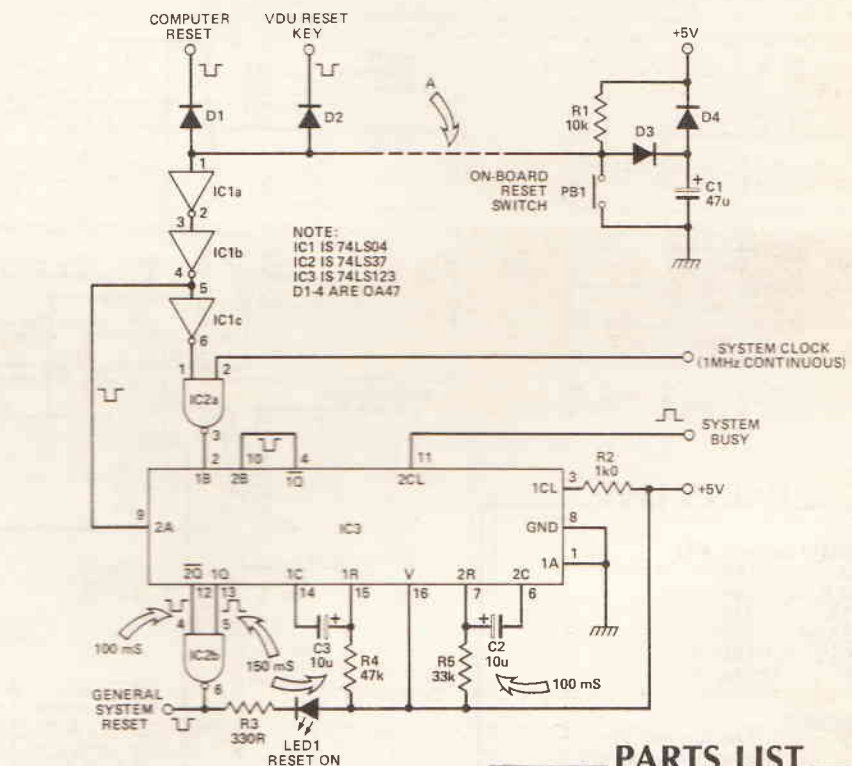 COMPUTER
RESET
VDU RESET
KEY
+5V
D1
D2
A
R1
10k
D3
D4
+
C1
47u
ON-BOARD
RESET
SWITCH
PB1
1
IC1a
2
3
IC1b
4
5
IC1c
6
NOTE:
IC1 IS 74LS04
IC2 IS 74LS37
IC3 IS 74LS123
D1-4 ARE OA47
1
2
IC2a
3
SYSTEM CLOCK
(1MHz CONTINUOUS)
SYSTEM
BUSY
2
10
4
11
1B
2B
1Q
2CL
R2
1k0
+5V
9
2A
IC3
1CL
3
GND
8
1A
1
2Q
1Q
1C
1R
V
2R
2C
12
13
14
15
16
7
6
4
5
100 mS
IC2b
6
150 mS
+
C3
10u
R4
47k
R5
33k
+
C2
10u
100 mS
GENERAL
SYSTEM
RESET
R3
330R
LED1
RESET ON
PARTS LIST